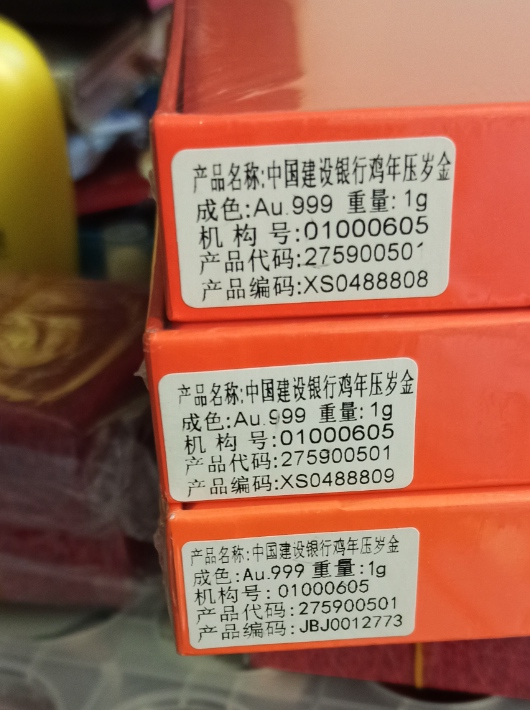 产品名称:中国建设银行鸡年压岁金
成色:Au.999 重量:1g
机构号:01000605
产品代码:275900501
产品编码:XS0488808
产品名称:中国建设银行鸡年压岁金
成色:Au.999 重量:1g
机构号:01000605
产品代码:275900501
产品编码:XS0488809
产品名称:中国建设银行鸡年压岁金
成色:Au.999 重量:1g
机构号:01000605
产品代码:275900501
产品编码:JBJ0012773